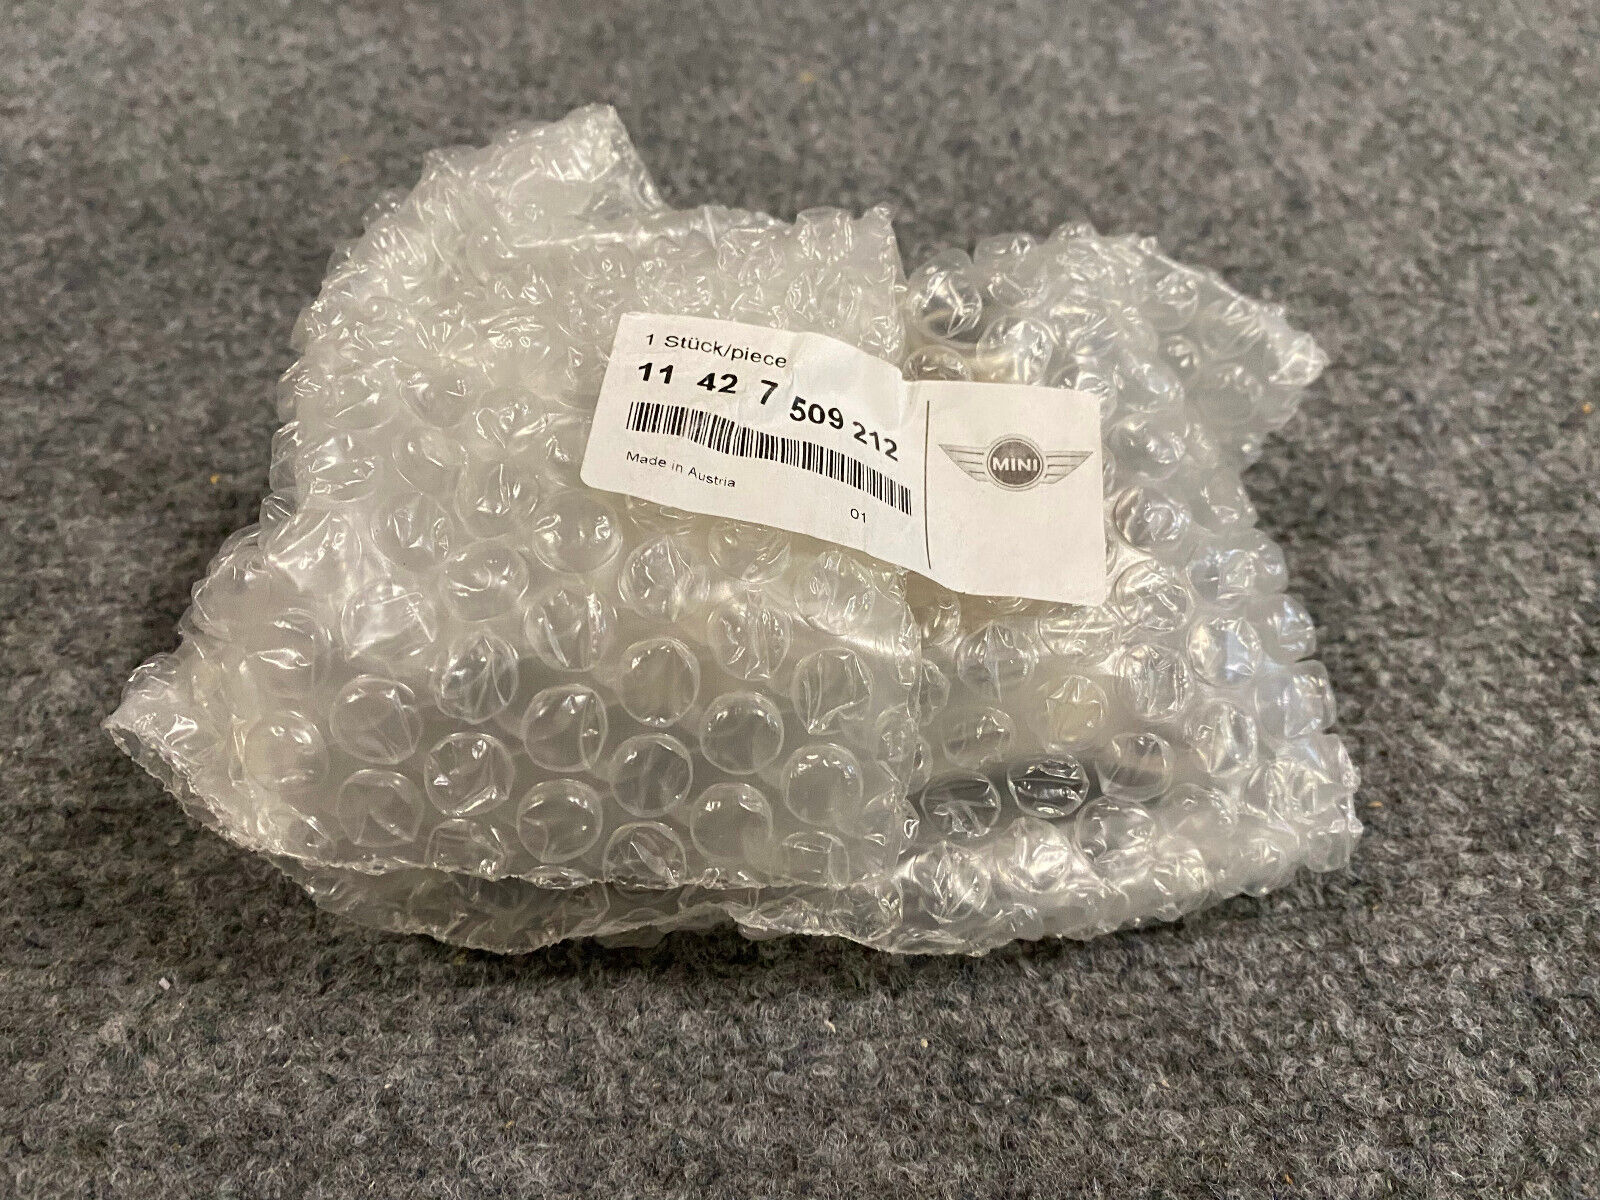 1 Stück/piece
11 42 7 509 212
Made in Austria
01
MINI